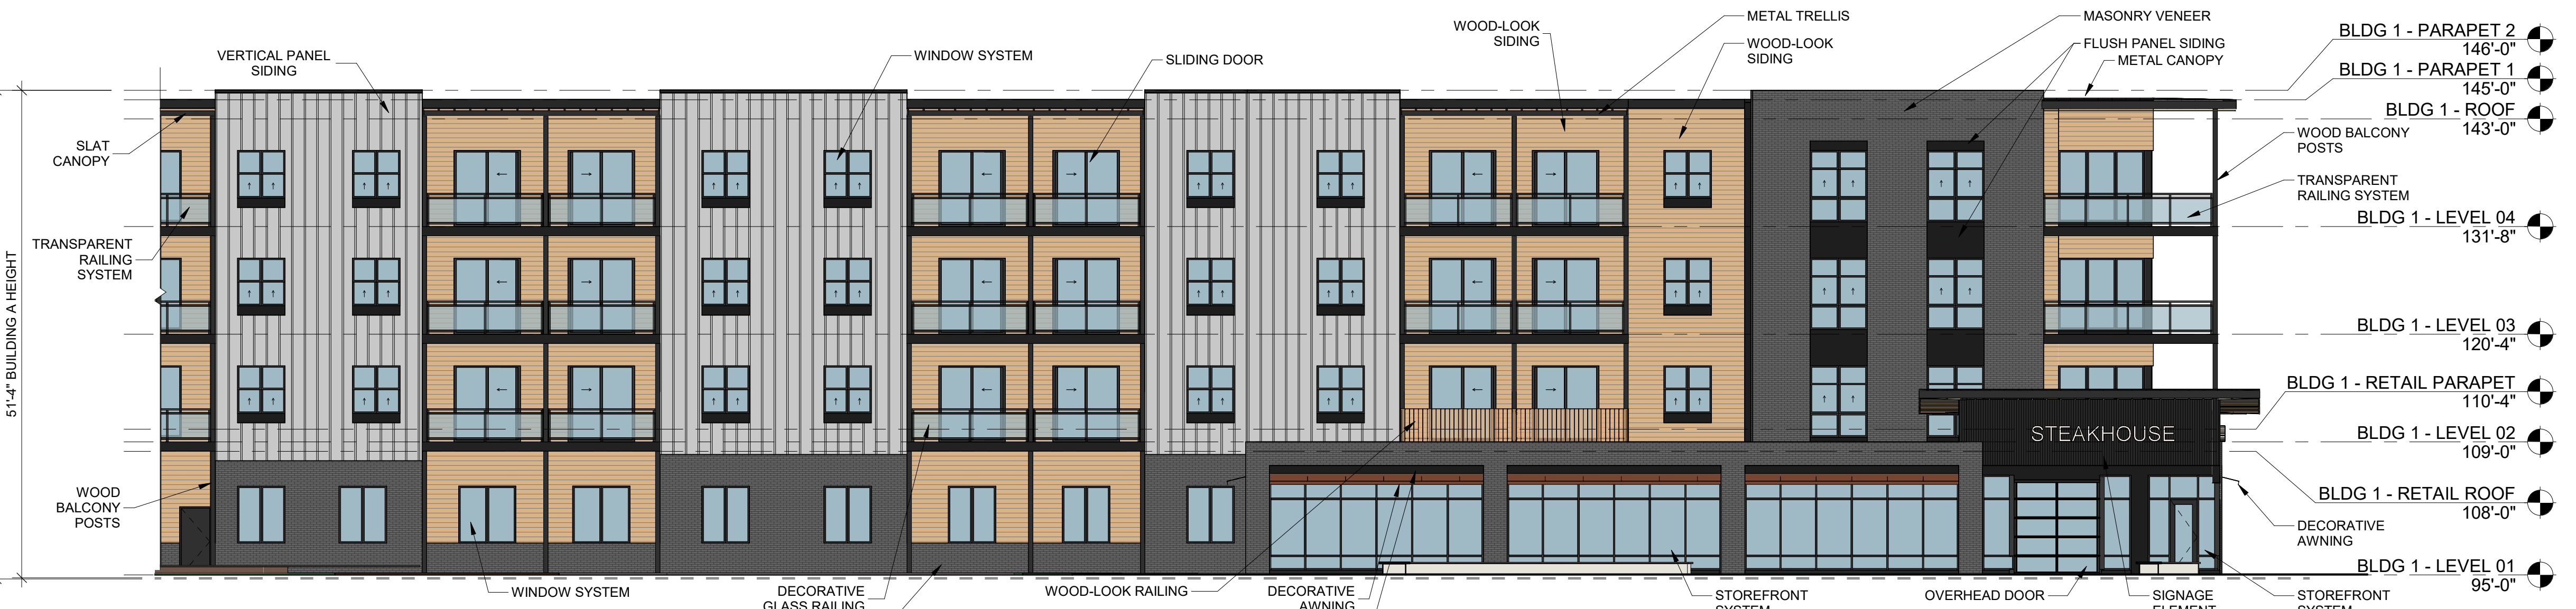 VERTICAL PANEL
SIDING
WINDOW SYSTEM
SLIDING DOOR
WOOD-LOOK
SIDING
METAL TRELLIS
WOOD-LOOK
SIDING
MASONRY VENEER
FLUSH PANEL SIDING
METAL CANOPY
BLDG 1 - PARAPET 2
146'-0"
BLDG 1 - PARAPET 1
145'-0"
BLDG 1 - ROOF
143'-0"
SLAT
CANOPY
WOOD BALCONY
POSTS
TRANSPARENT
RAILING SYSTEM
BLDG 1 - LEVEL 04
131'-8"
TRANSPARENT
RAILING
SYSTEM
51'-4" BUILDING A HEIGHT
BLDG 1 - LEVEL 03
120'-4"
BLDG 1 - RETAIL PARAPET
110'-4"
STEAKHOUSE
BLDG 1 - LEVEL 02
109'-0"
WOOD
BALCONY
POSTS
BLDG 1 - RETAIL ROOF
108'-0"
DECORATIVE
AWNING
BLDG 1 - LEVEL 01
95'-0"
WINDOW SYSTEM
DECORATIVE
GLASS RAILING
WOOD-LOOK RAILING
DECORATIVE
AWNING
STOREFRONT
SYSTEM
OVERHEAD DOOR
SIGNAGE
ELEMENT
STOREFRONT
SYSTEM